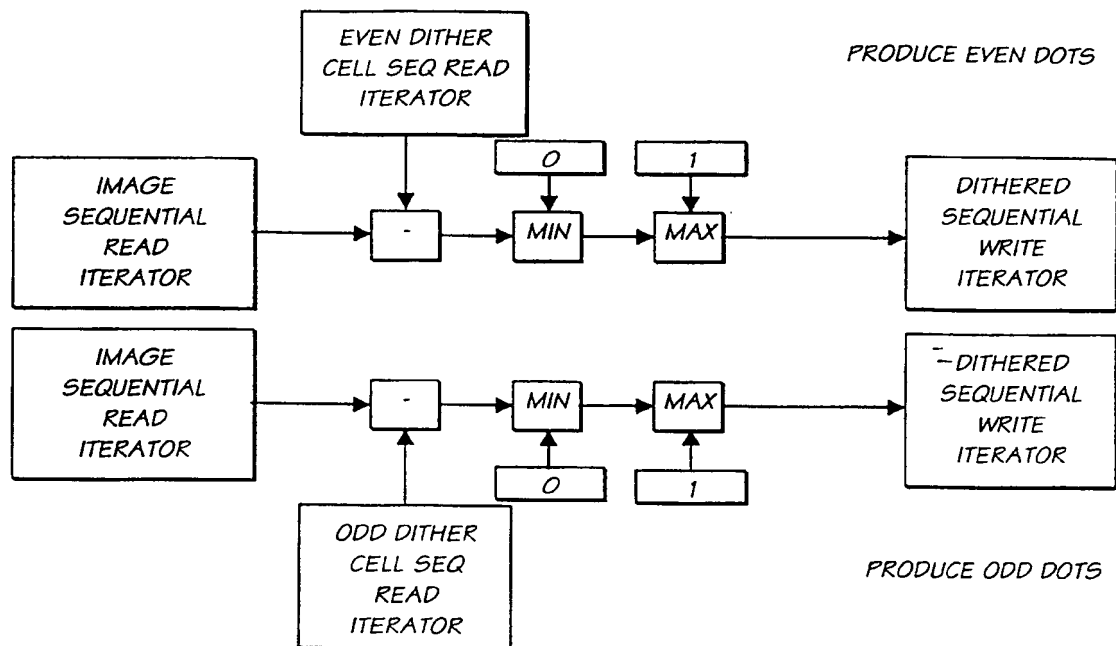 EVEN DITHER
CELL SEQ READ
ITERATOR
PRODUCE EVEN DOTS
IMAGE
SEQUENTIAL
READ
ITERATOR
-
0
MIN
1
MAX
DITHERED
SEQUENTIAL
WRITE
ITERATOR
IMAGE
SEQUENTIAL
READ
ITERATOR
-
MIN
0
MAX
1
DITHERED
SEQUENTIAL
WRITE
ITERATOR
ODD DITHER
CELL SEQ
READ
ITERATOR
PRODUCE ODD DOTS